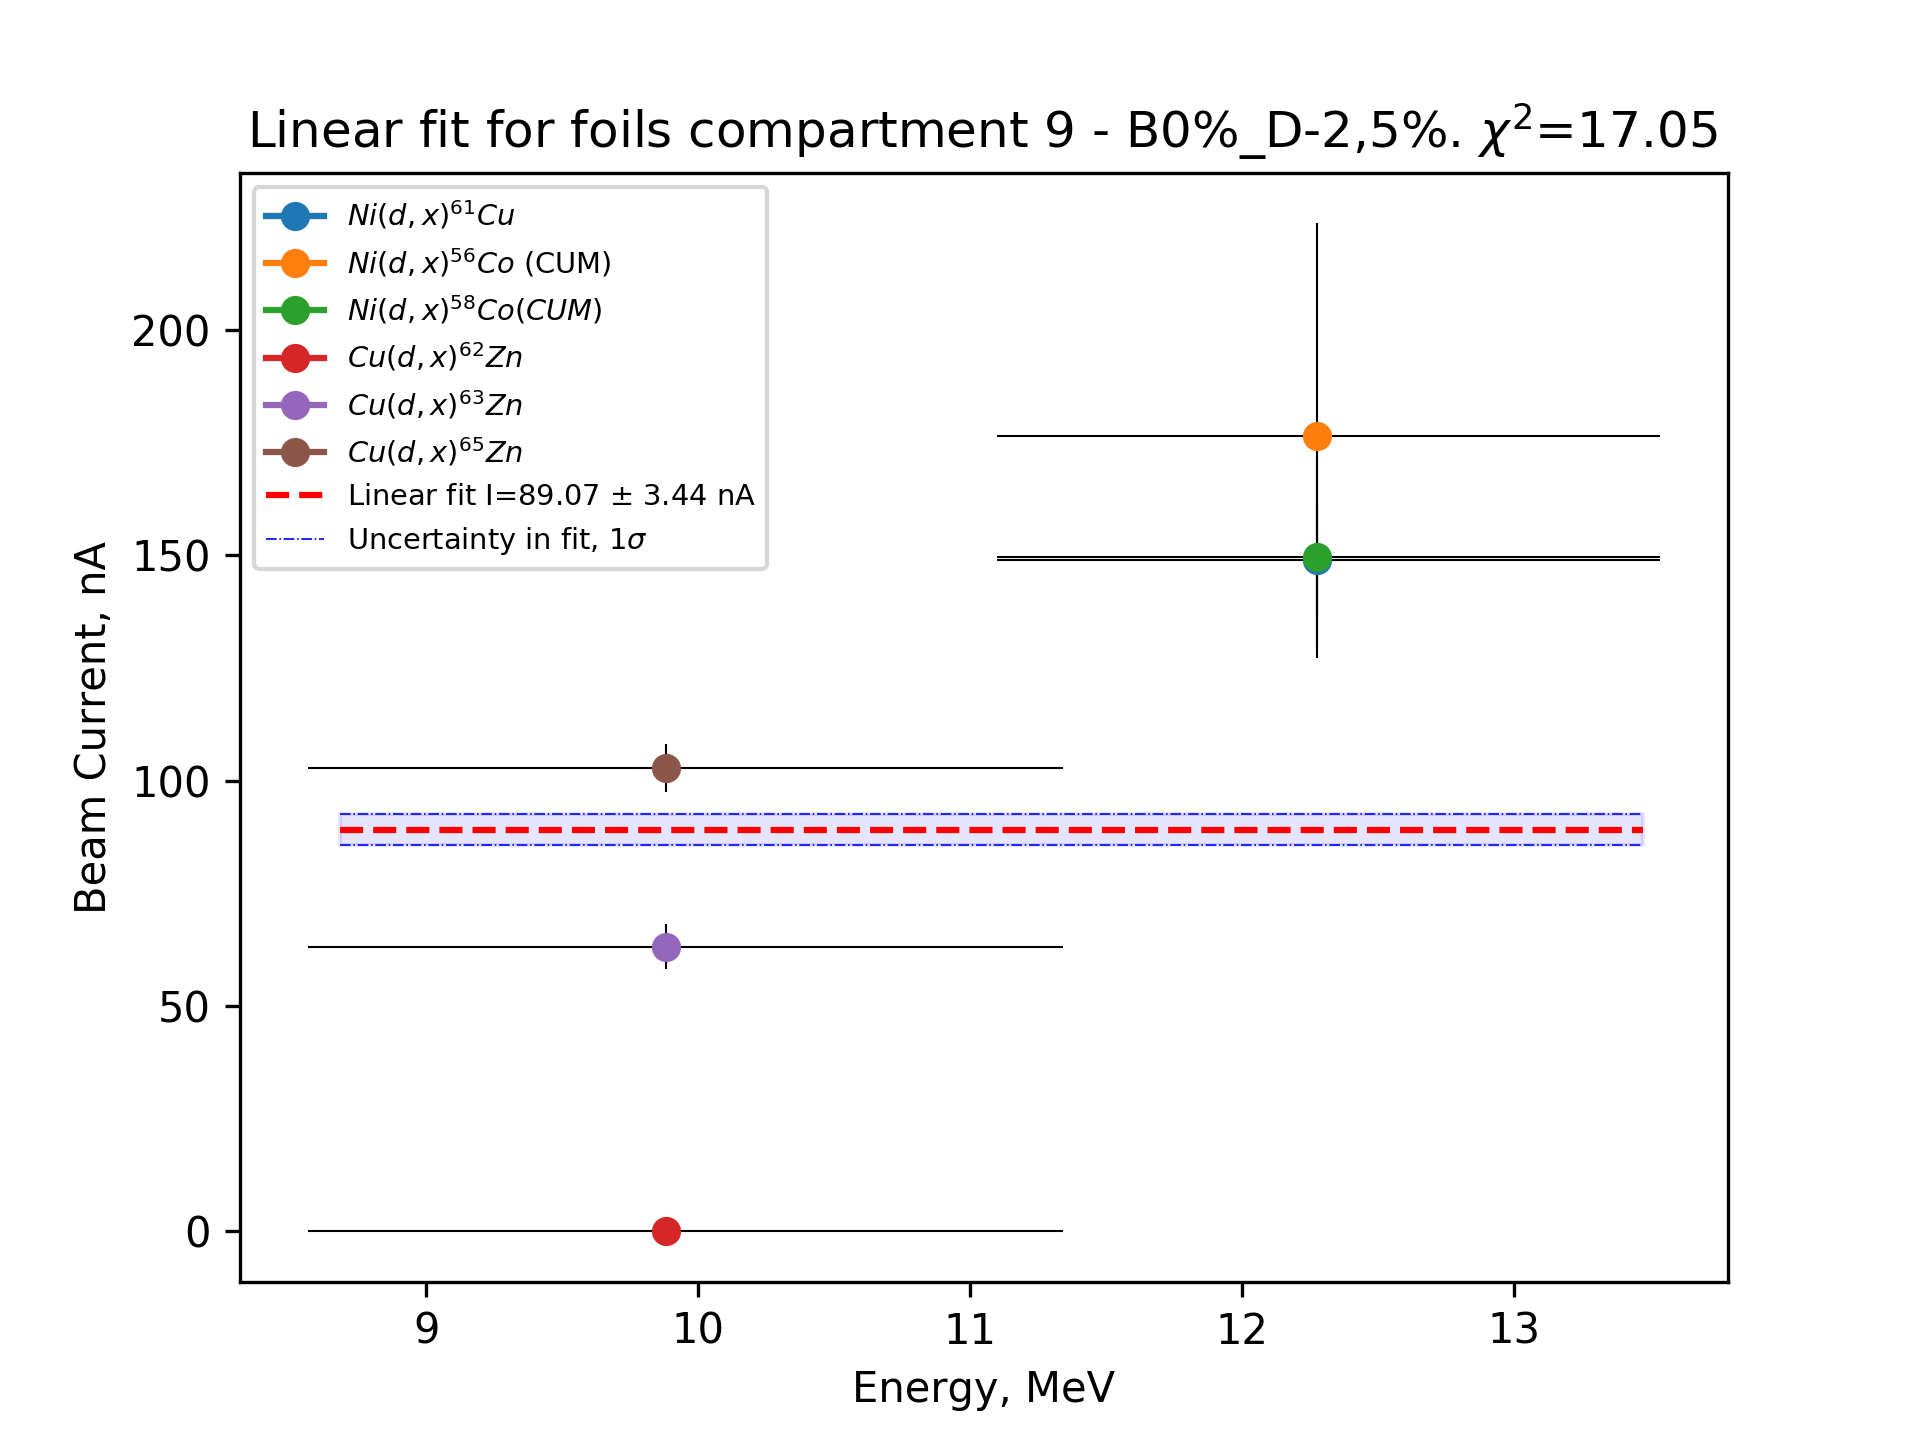 Linear fit for foils compartment 9 - B0%_D-2,5%. χ²=17.05
Ni(d, x)⁶¹Cu
Ni(d, x)⁵⁶Co (CUM)
Ni(d, x)⁵⁸Co(CUM)
Cu(d, x)⁶²Zn
Cu(d, x)⁶³Zn
Cu(d, x)⁶⁵Zn
Linear fit I=89.07 ± 3.44 nA
Uncertainty in fit, 1σ
Beam Current, nA
200
150
100
50
0
9 10 11 12 13
Energy, MeV